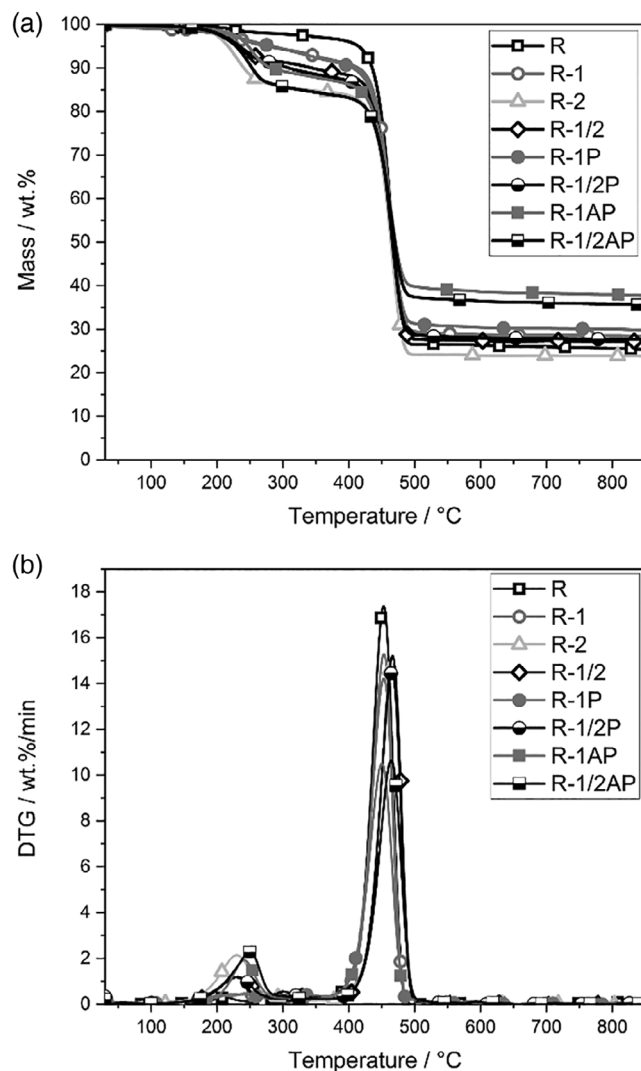 (a)
100
90
80
70
60
50
40
30
20
10
0
Mass / wt.%
R
R-1
R-2
R-1/2
R-1P
R-1/2P
R-1AP
R-1/2AP
100 200 300 400 500 600 700 800
Temperature / °C
(b)
18
16
14
12
10
8
6
4
2
0
DTG / wt.%/min
R
R-1
R-2
R-1/2
R-1P
R-1/2P
R-1AP
R-1/2AP
100 200 300 400 500 600 700 800
Temperature / °C